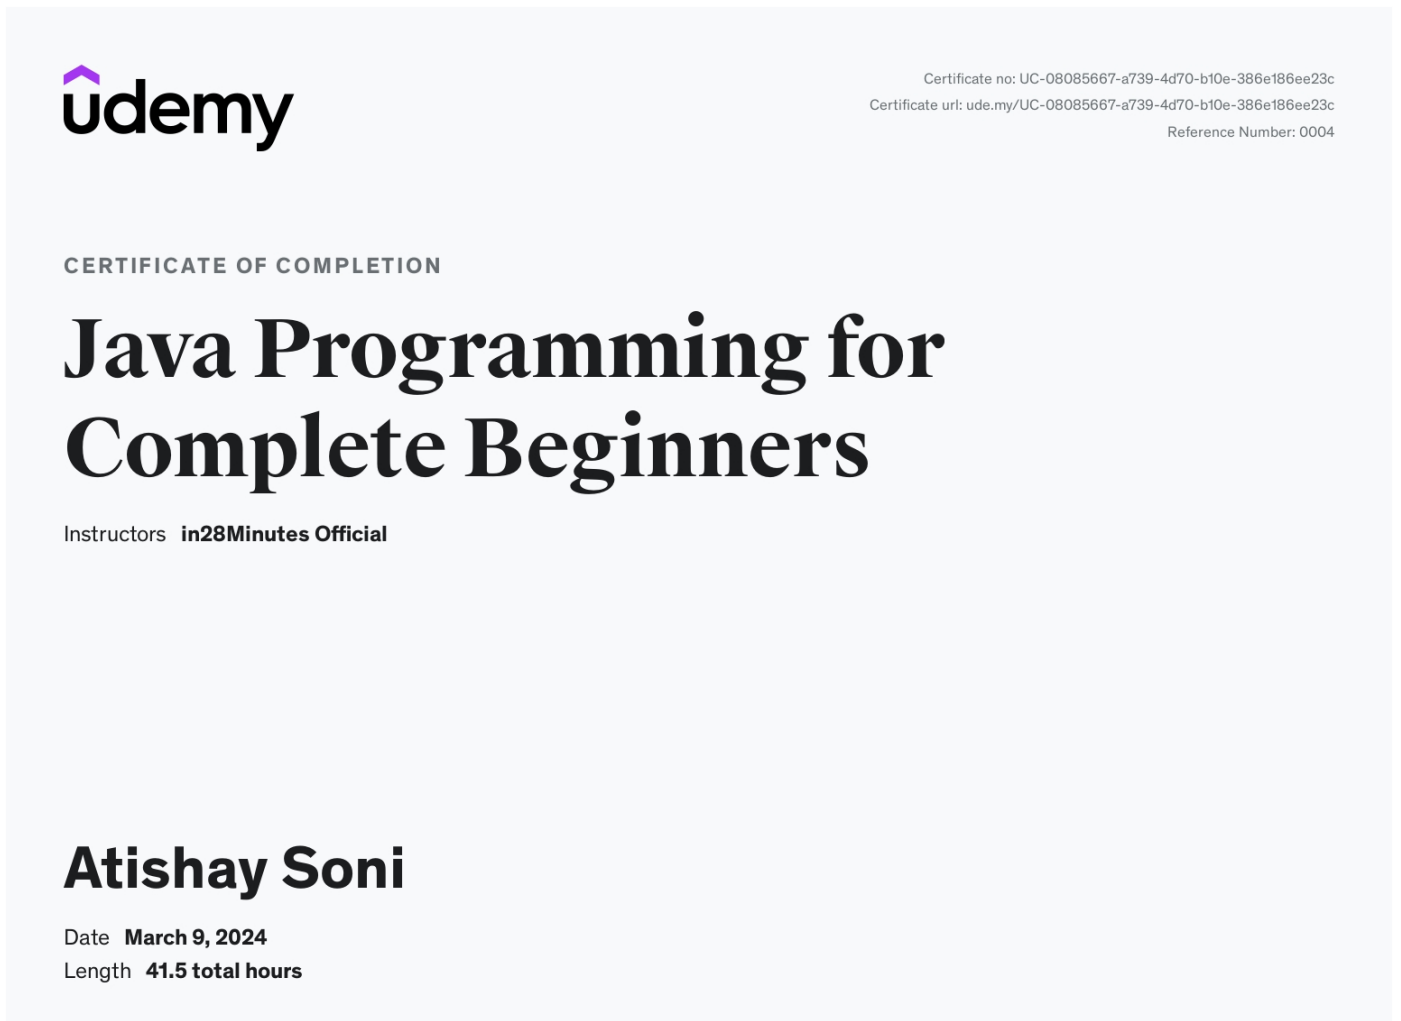 udemy
Certificate no: UC-08085667-a739-4d70-b10e-386e186ee23c
Certificate url: ude.my/UC-08085667-a739-4d70-b10e-386e186ee23c
Reference Number: 0004
CERTIFICATE OF COMPLETION
Java Programming for
Complete Beginners
Instructors in28Minutes Official
Atishay Soni
Date March 9, 2024
Length 41.5 total hours